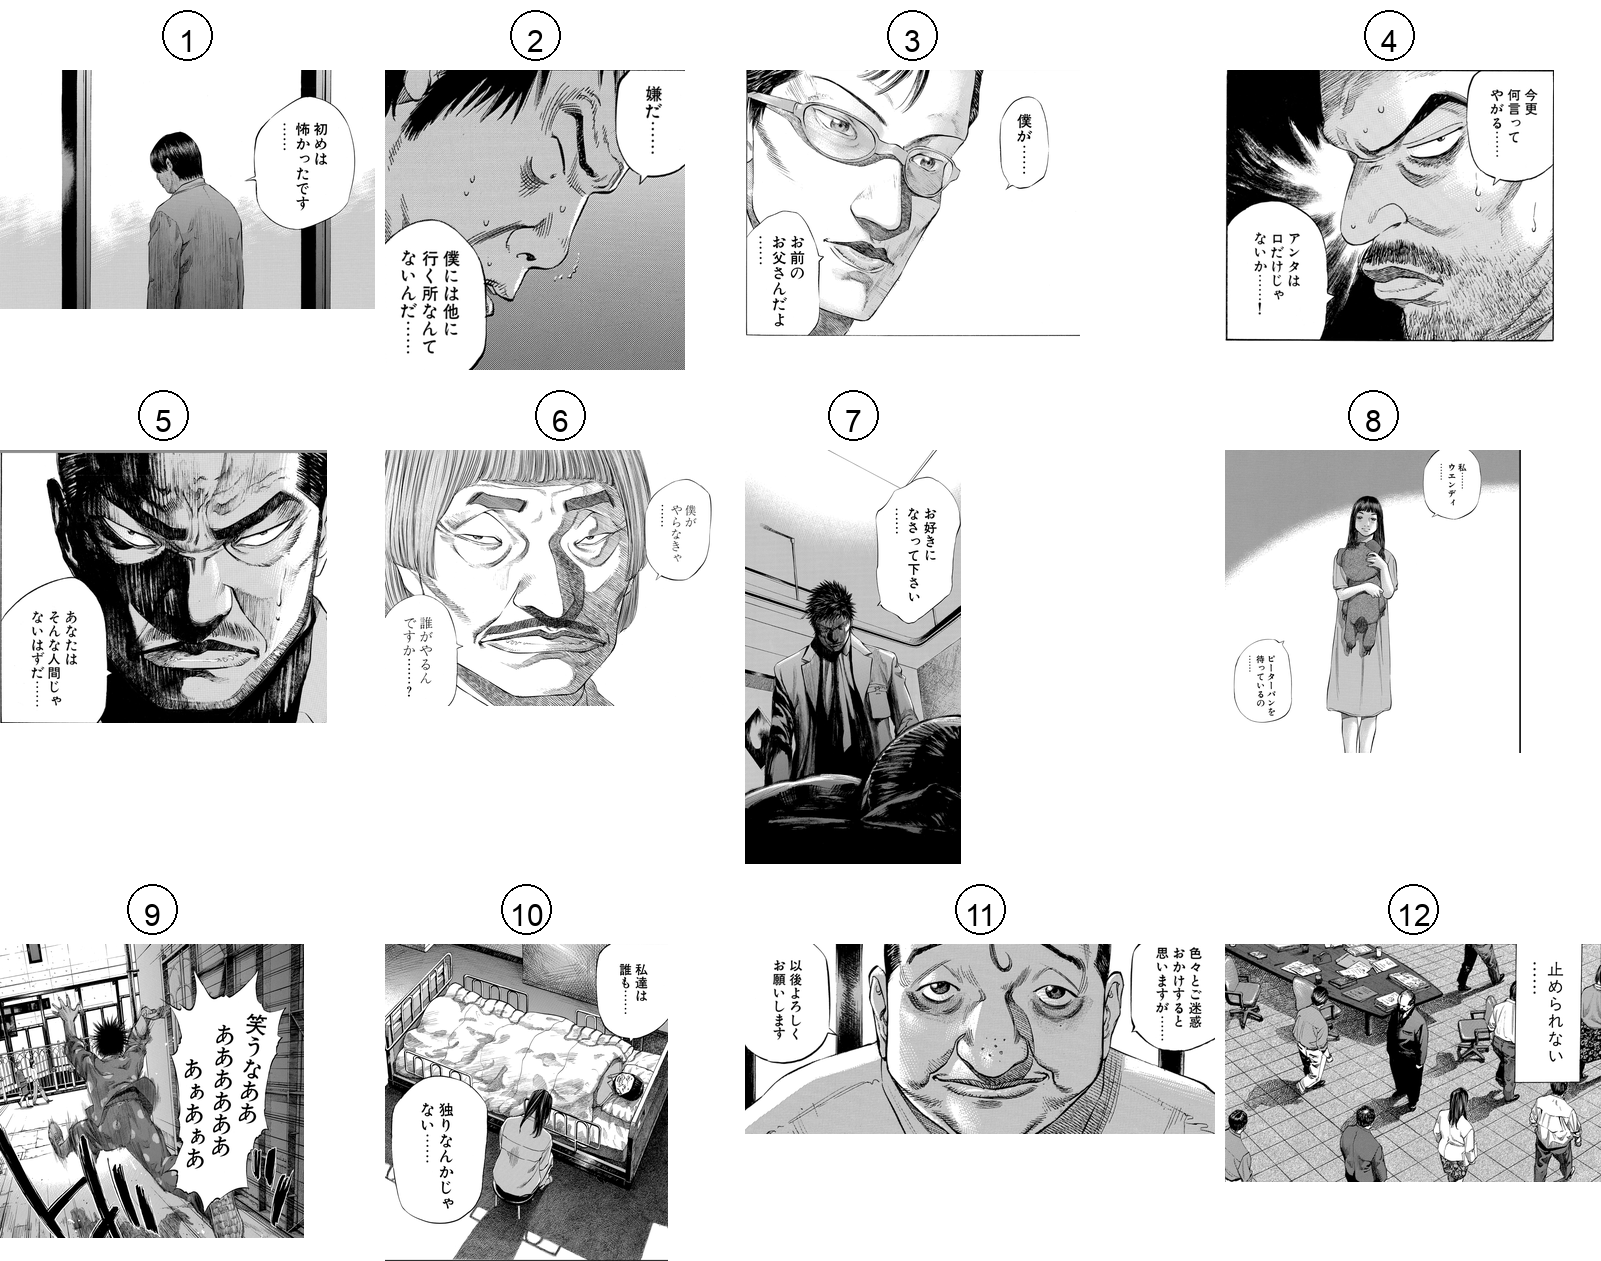 1
初めは
怖かったです
……
2
嫌だ……
僕には他に
行く所なんて
ないんだ……
3
僕が……
お前の
お父さんだよ
……
4
今更
何言って
やがる……
アンタは
口だけじゃ
ないか……！
5
あなたは
そんな人間じゃ
ないはずだ……
6
僕が
やらなきゃ
……
誰がやるん
ですか……？
7
お好きに
なさって下さい
……
8
私……
ウエンディ
……
ピーターパンを
待っているの
……
9
笑うなああ
ああああああ
あぁあぁあ
10
私達は
誰も……
独りなんかじゃ
ない……
11
色々とご迷惑
おかけすると
思いますが……
以後よろしく
お願いします
12
止められない
……